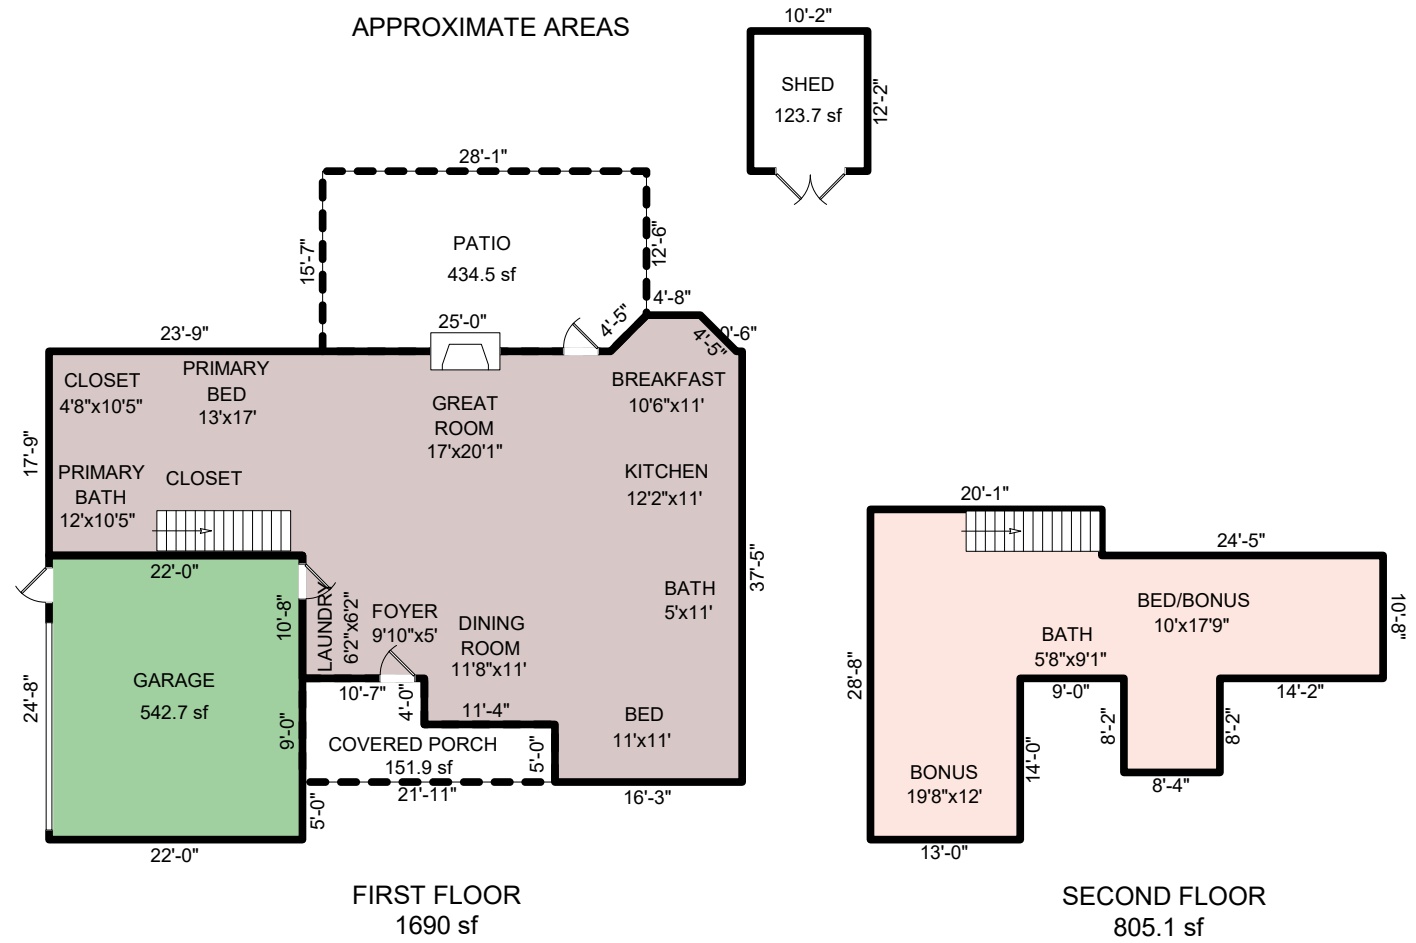 APPROXIMATE AREAS
10'-2"
SHED
123.7 sf
12'-2"
28'-1"
15'-7"
PATIO
434.5 sf
12'-6"
4'-8"
4'-5"
4'-5"
0'-6"
25'-0"
23'-9"
CLOSET
4'8"x10'5"
PRIMARY
BED
13'x17'
GREAT
ROOM
17'x20'1"
BREAKFAST
10'6"x11'
17'-9"
PRIMARY
BATH
12'x10'5"
CLOSET
KITCHEN
12'2"x11'
37'-5"
22'-0"
10'-8"
LAUNDRY
6'2"x6'2"
FOYER
9'10"x5'
DINING
ROOM
11'8"x11'
BATH
5'x11'
GARAGE
542.7 sf
24'-8"
9'-0"
10'-7"
4'-0"
11'-4"
BED
11'x11'
COVERED PORCH
151.9 sf
5'-0"
21'-11"
16'-3"
5'-0"
22'-0"
FIRST FLOOR
1690 sf
20'-1"
24'-5"
BED/BONUS
10'x17'9"
10'-8"
BATH
5'8"x9'1"
28'-8"
9'-0"
14'-2"
8'-2"
8'-2"
14'-0"
8'-4"
BONUS
19'8"x12'
13'-0"
SECOND FLOOR
805.1 sf